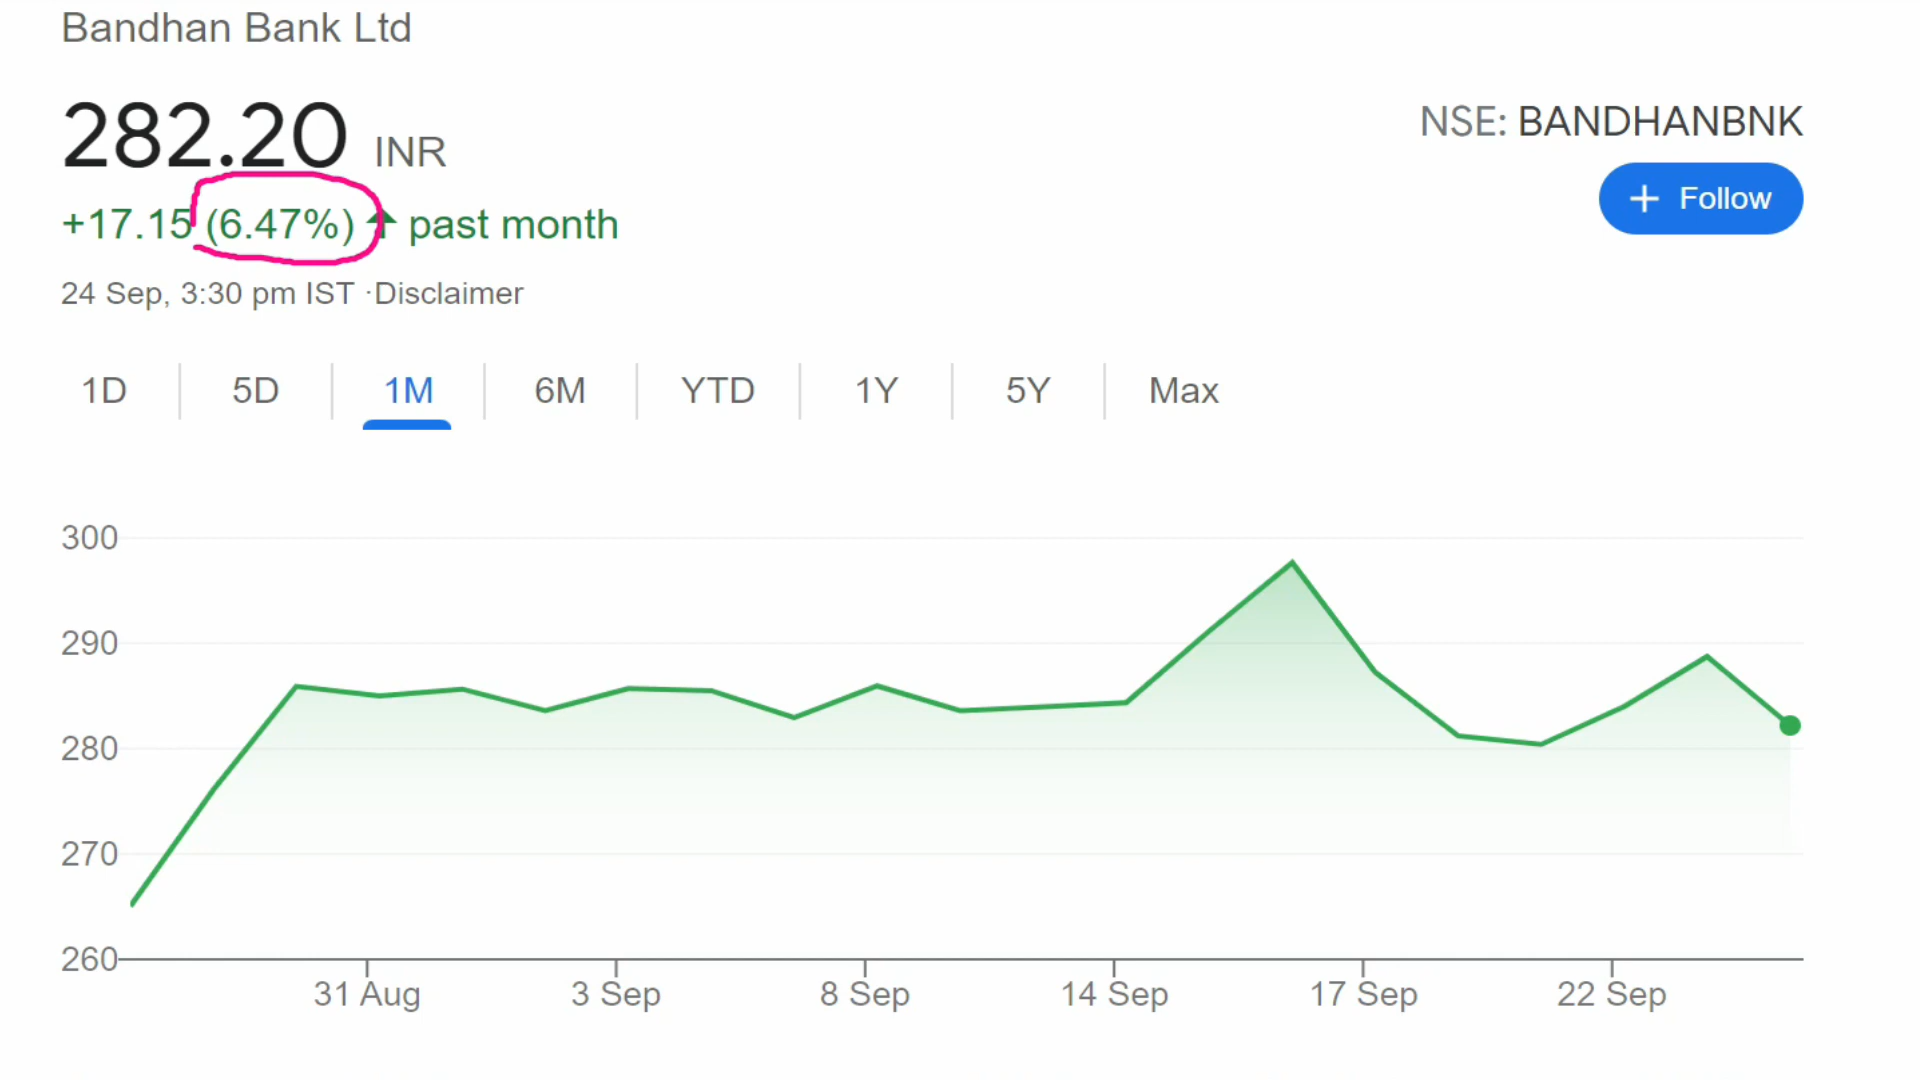 Bandhan Bank Ltd
282.20 INR
NSE: BANDHANBNK
+17.15 (6.47%) ↑ past month
+ Follow
24 Sep, 3:30 pm IST ·Disclaimer
1D 5D 1M 6M YTD 1Y 5Y Max
300
290
280
270
260
31 Aug 3 Sep 8 Sep 14 Sep 17 Sep 22 Sep